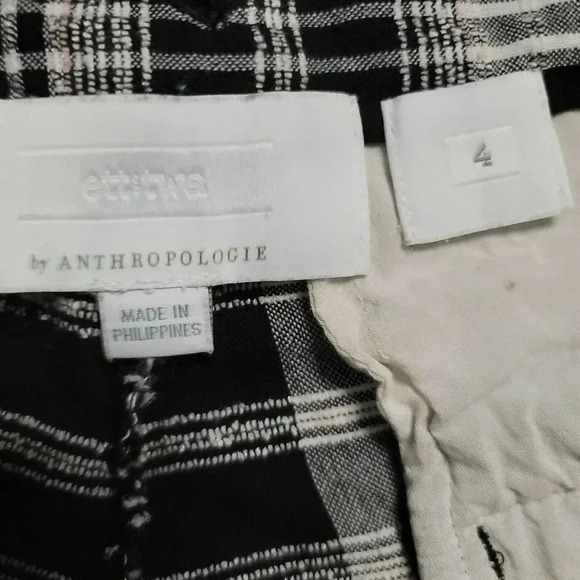 ett:twa
4
by ANTHROPOLOGIE
MADE IN
PHILIPPINES